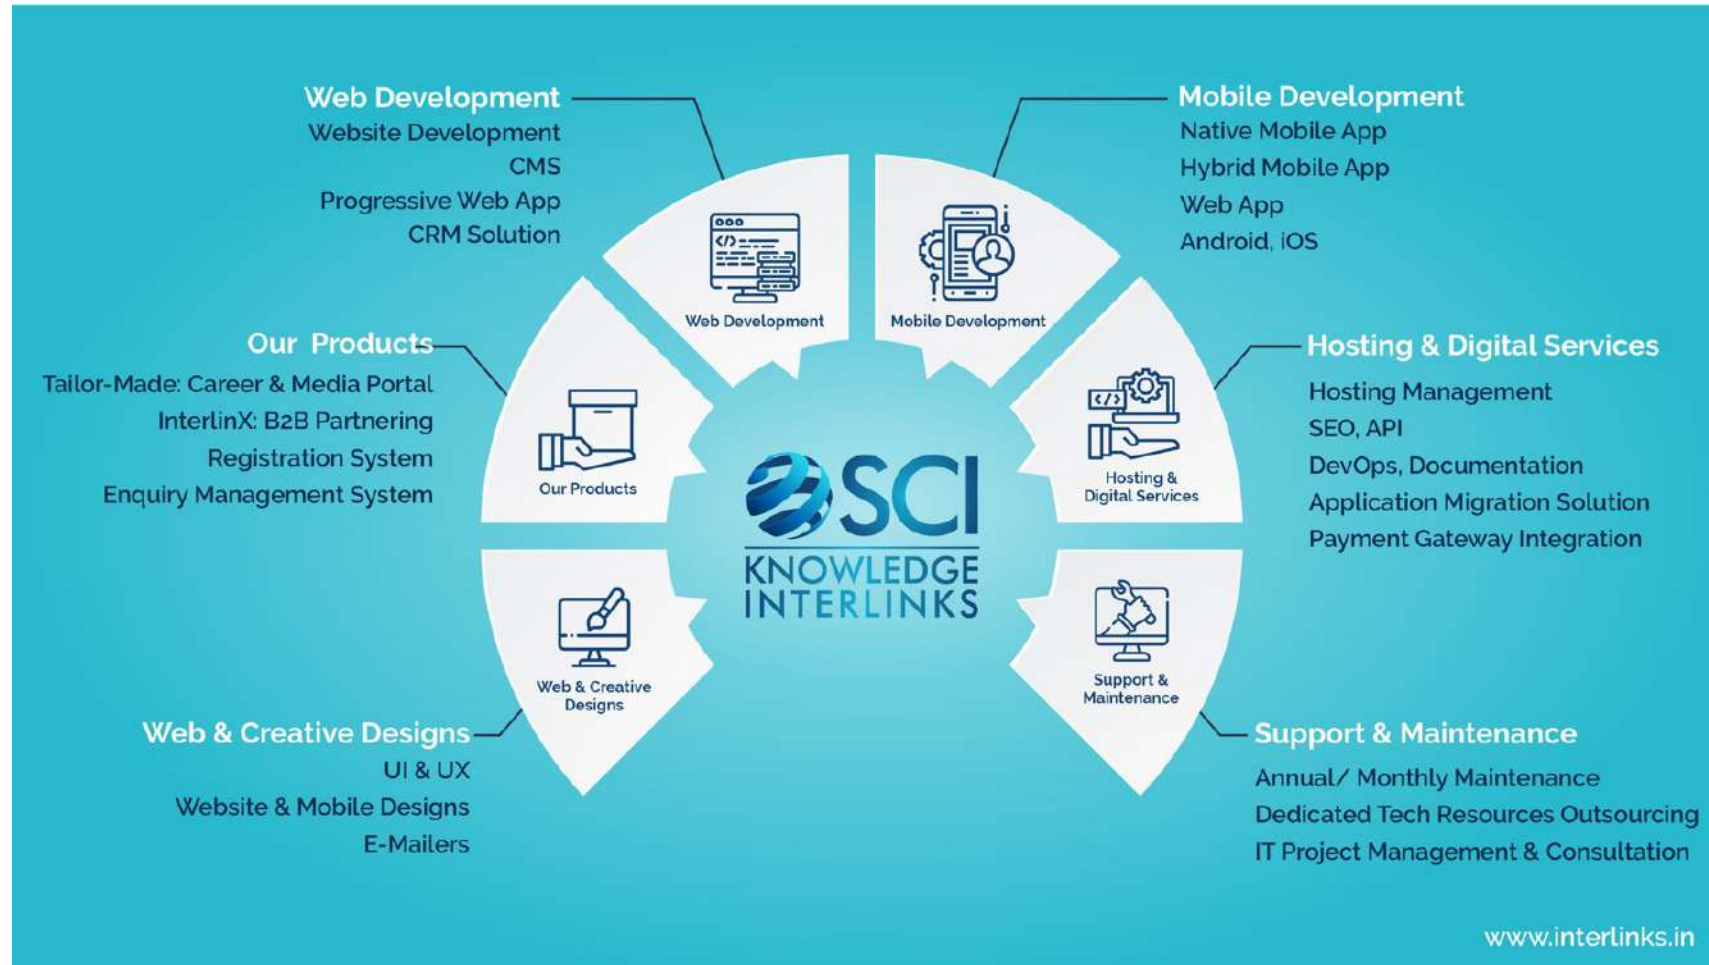 Web Development
Website Development
CMS
Progressive Web App
CRM Solution
Mobile Development
Native Mobile App
Hybrid Mobile App
Web App
Android, iOS
Our Products
Tailor-Made: Career & Media Portal
InterlinX: B2B Partnering
Registration System
Enquiry Management System
Hosting & Digital Services
Hosting Management
SEO, API
DevOps, Documentation
Application Migration Solution
Payment Gateway Integration
Web & Creative Designs
UI & UX
Website & Mobile Designs
E-Mailers
Support & Maintenance
Annual/ Monthly Maintenance
Dedicated Tech Resources Outsourcing
IT Project Management & Consultation
</>
Web Development
Mobile Development
Our Products
</>
Hosting &
Digital Services
Web & Creative
Designs
Support &
Maintenance
SCI
KNOWLEDGE
INTERLINKS
www.interlinks.in